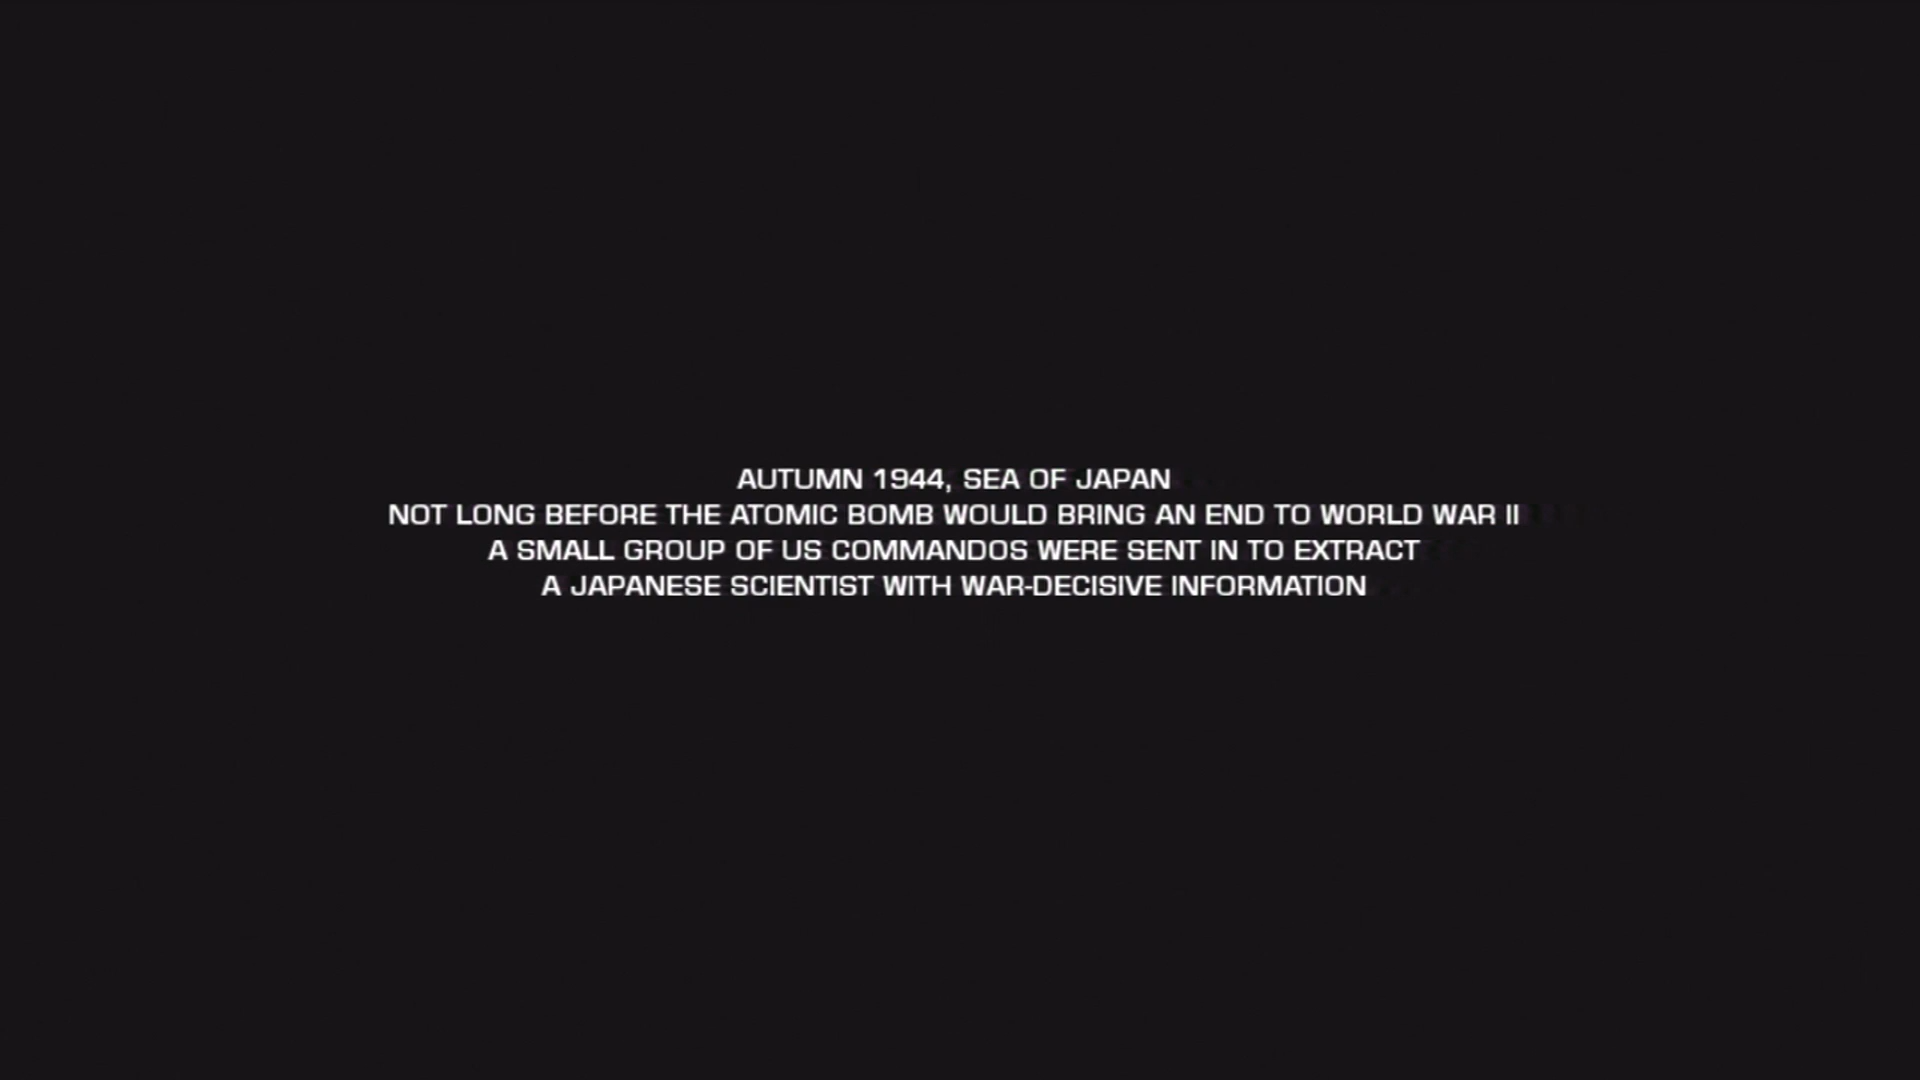 AUTUMN 1944, SEA OF JAPAN
NOT LONG BEFORE THE ATOMIC BOMB WOULD BRING AN END TO WORLD WAR II
A SMALL GROUP OF US COMMANDOS WERE SENT IN TO EXTRACT
A JAPANESE SCIENTIST WITH WAR-DECISIVE INFORMATION